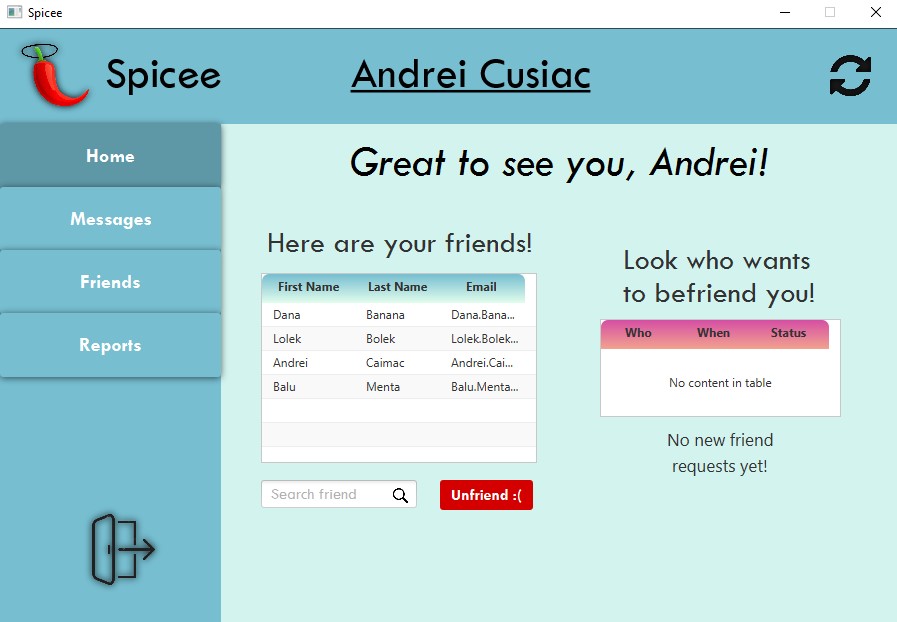 Spicee
Spicee
Andrei Cusiac
Home
Messages
Friends
Reports
Great to see you, Andrei!
Here are your friends!
First Name Last Name Email
Dana Banana Dana.Bana...
Lolek Bolek Lolek.Bolek...
Andrei Caimac Andrei.Cai...
Balu Menta Balu.Menta...
Search friend
Unfriend :(
Look who wants
to befriend you!
Who When Status
No content in table
No new friend
requests yet!